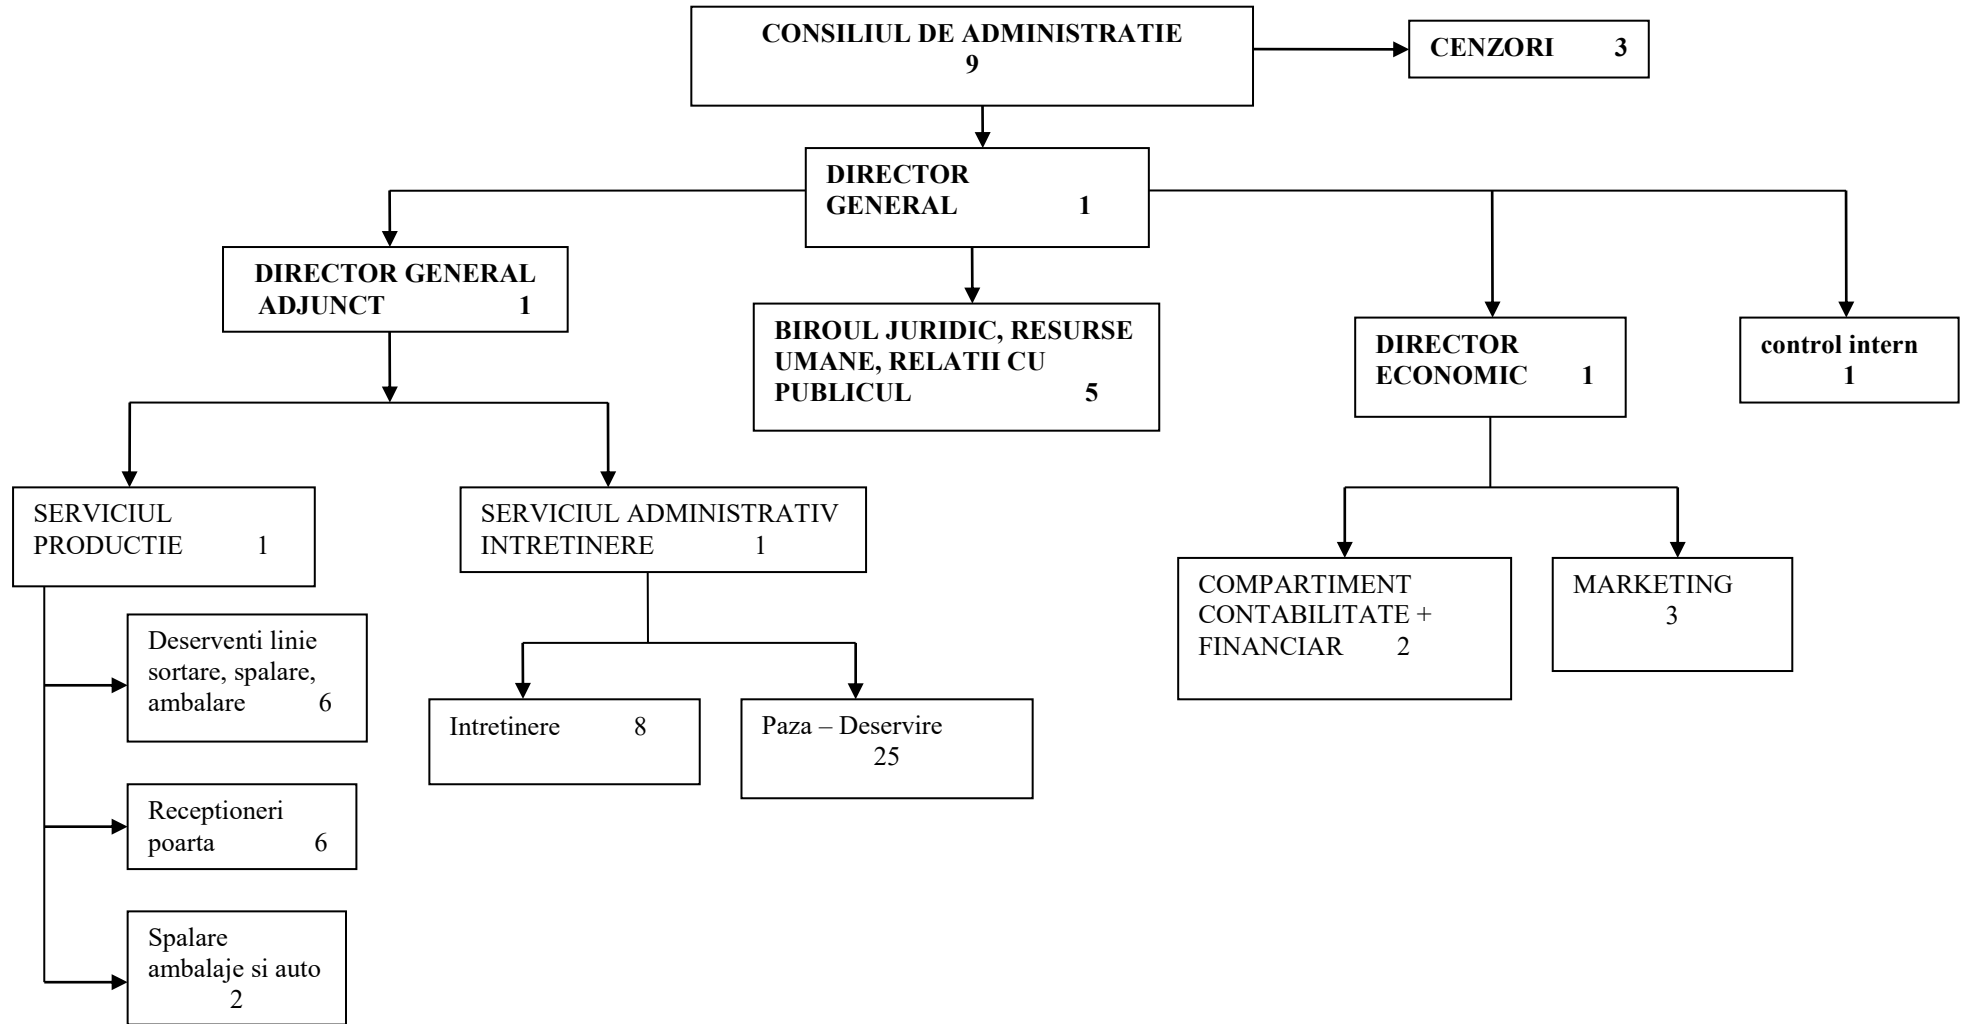 CONSILIUL DE ADMINISTRATIE
9
CENZORI 3
DIRECTOR
GENERAL 1
DIRECTOR GENERAL
ADJUNCT 1
BIROUL JURIDIC, RESURSE
UMANE, RELATII CU
PUBLICUL 5
DIRECTOR
ECONOMIC 1
control intern
1
SERVICIUL
PRODUCTIE 1
SERVICIUL ADMINISTRATIV
INTRETINERE 1
COMPARTIMENT
CONTABILITATE +
FINANCIAR 2
MARKETING
3
Deserventi linie
sortare, spalare,
ambalare 6
Intretinere 8
Paza – Deservire
25
Receptioneri
poarta 6
Spalare
ambalaje si auto
2